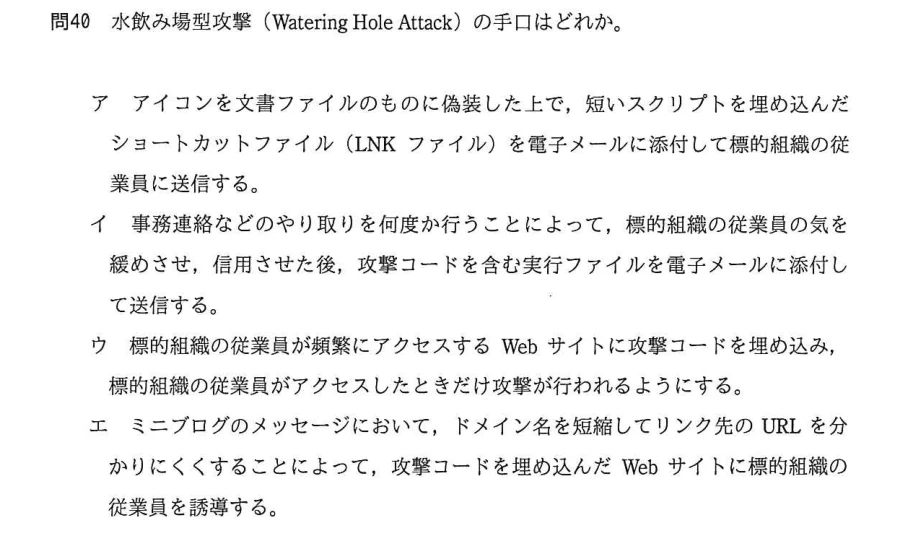 問40 水飲み場型攻撃（Watering Hole Attack）の手口はどれか。
ア アイコンを文書ファイルのものに偽装した上で，短いスクリプトを埋め込んだ
ショートカットファイル（LNK ファイル）を電子メールに添付して標的組織の従
業員に送信する。
イ 事務連絡などのやり取りを何度か行うことによって，標的組織の従業員の気を
緩めさせ，信用させた後，攻撃コードを含む実行ファイルを電子メールに添付し
て送信する。
ウ 標的組織の従業員が頻繁にアクセスする Web サイトに攻撃コードを埋め込み，
標的組織の従業員がアクセスしたときだけ攻撃が行われるようにする。
エ ミニブログのメッセージにおいて，ドメイン名を短縮してリンク先の URL を分
かりにくくすることによって，攻撃コードを埋め込んだ Web サイトに標的組織の
従業員を誘導する。